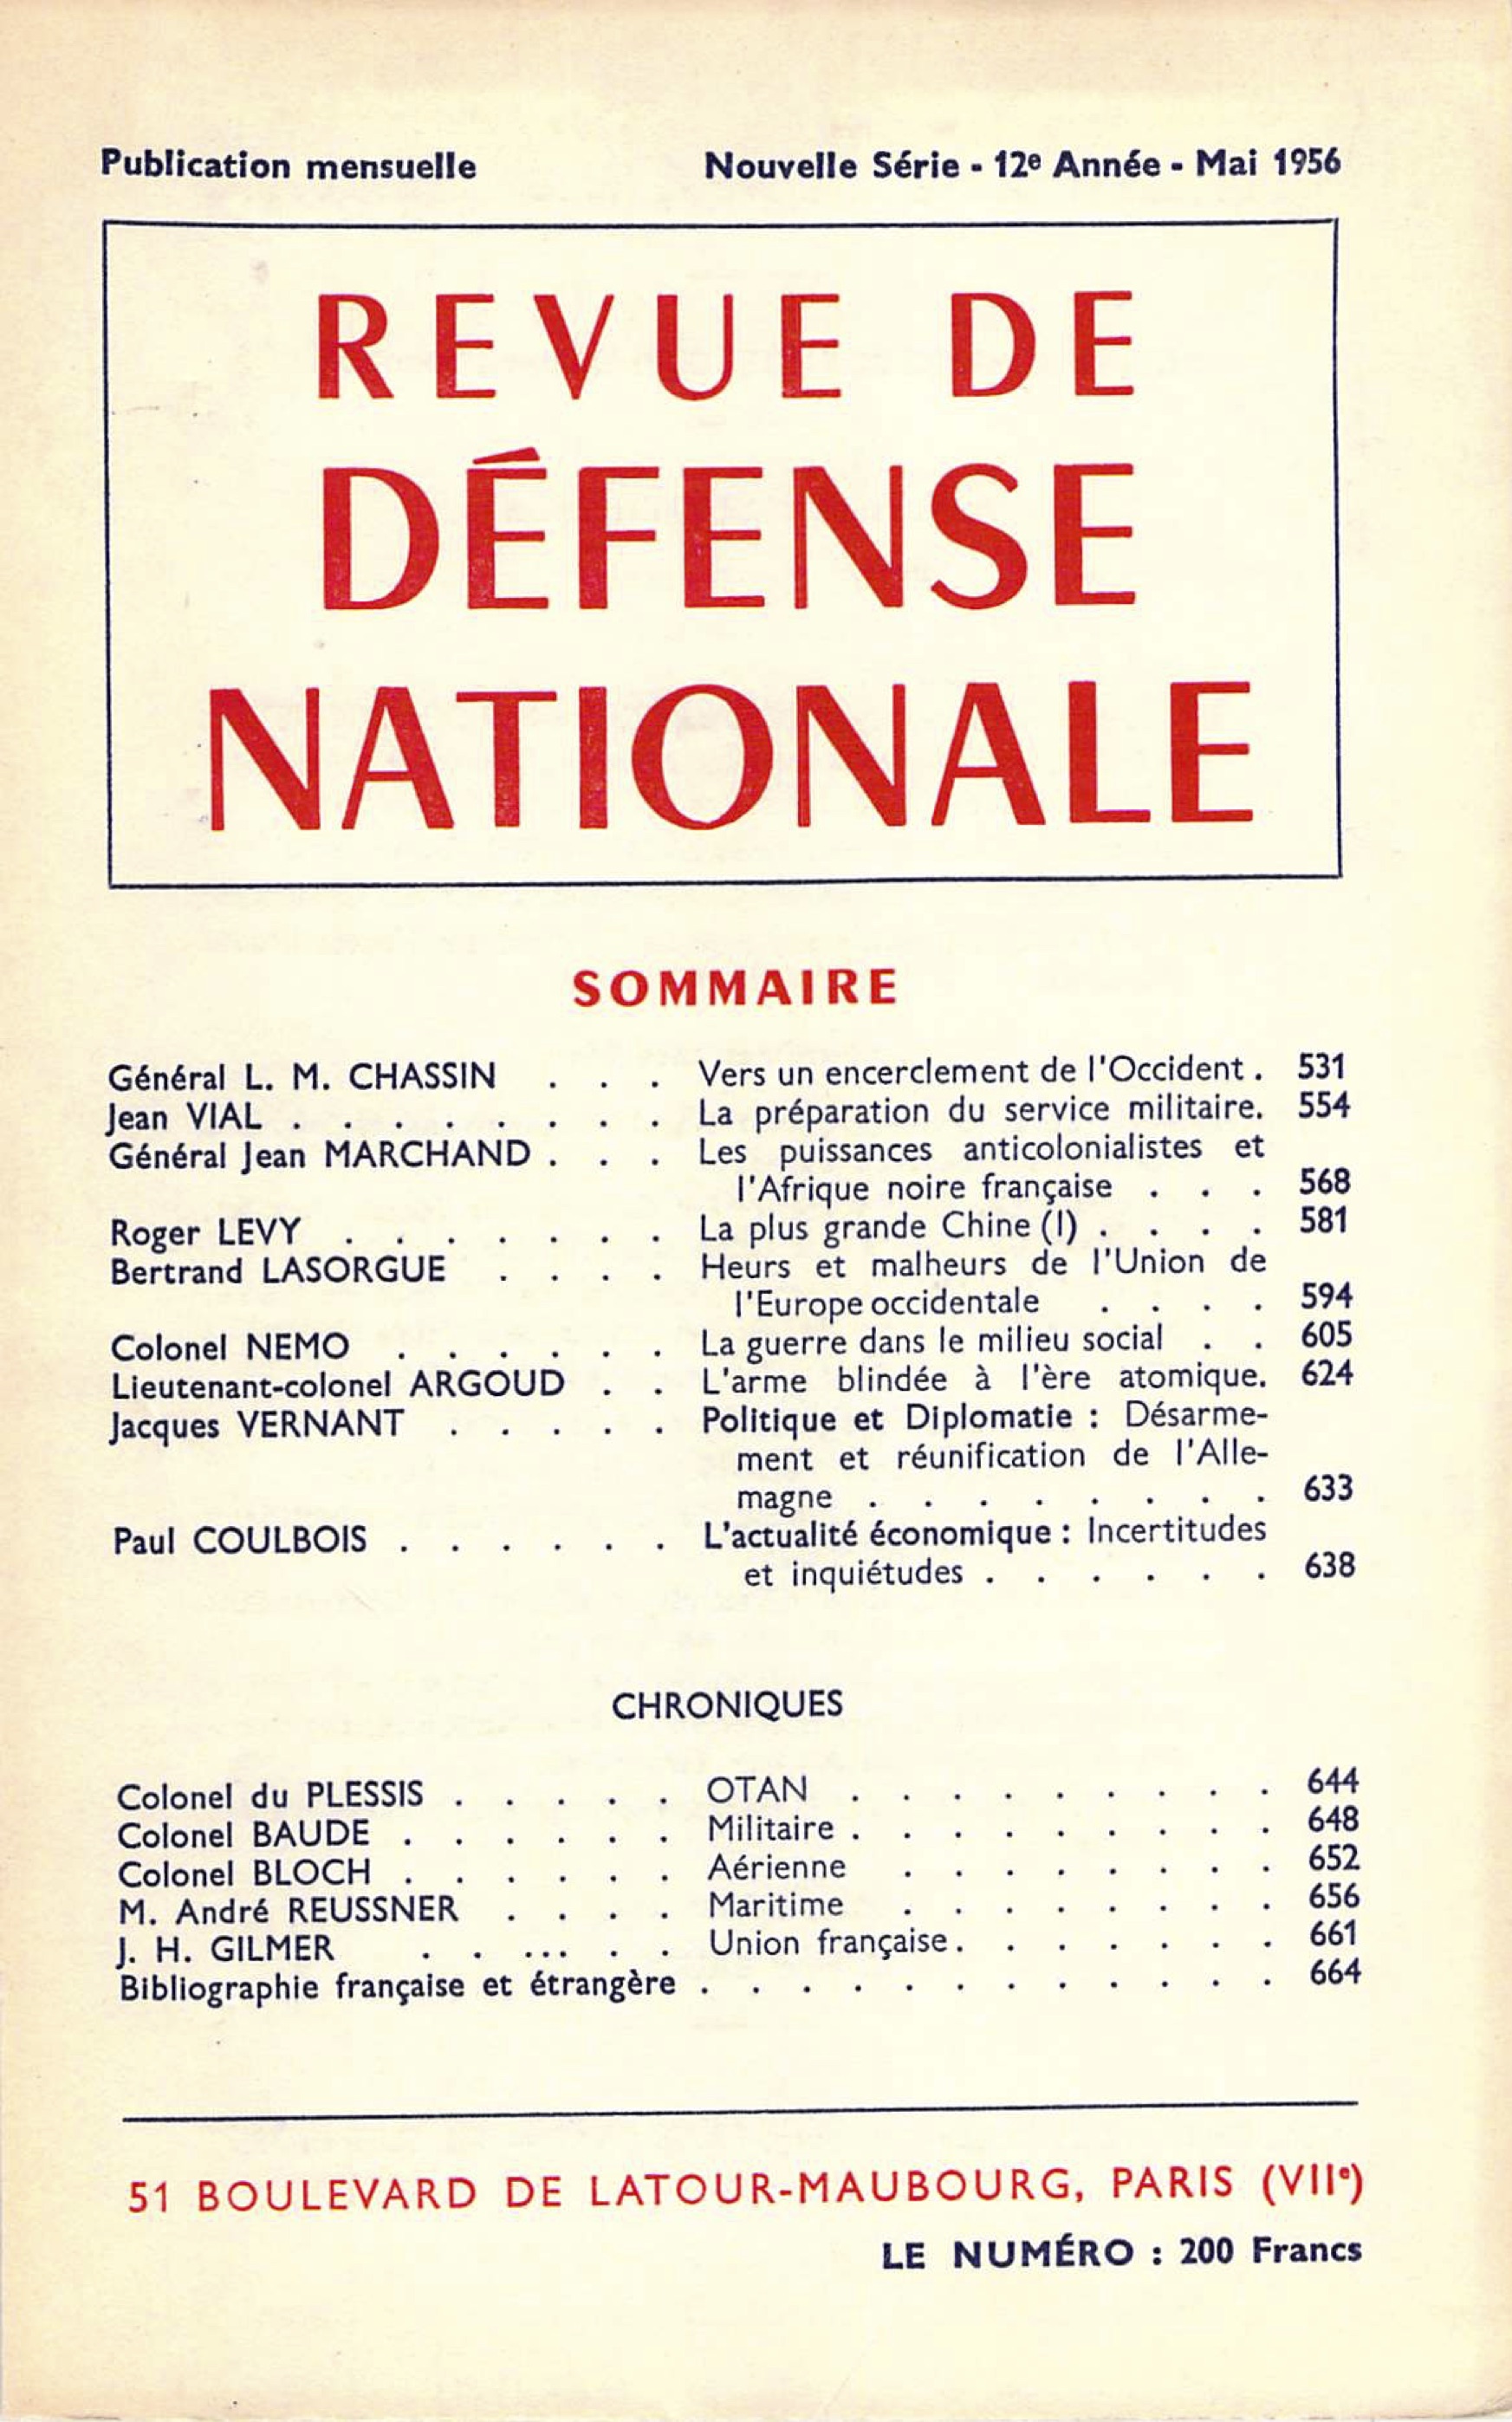 Publication mensuelle Nouvelle Série - 12e Année - Mai 1956
REVUE DE
DÉFENSE
NATIONALE
SOMMAIRE
Général L. M. CHASSIN . . . Vers un encerclement de l'Occident . 531
Jean VIAL . . . . . . . . La préparation du service militaire. 554
Général Jean MARCHAND . . . Les puissances anticolonialistes et
l'Afrique noire française . . . 568
Roger LEVY . . . . . . . La plus grande Chine (I) . . . . 581
Bertrand LASORGUE . . . . Heurs et malheurs de l'Union de
l'Europe occidentale . . . . 594
Colonel NEMO . . . . . . La guerre dans le milieu social . . 605
Lieutenant-colonel ARGOUD . . L'arme blindée à l'ère atomique. 624
Jacques VERNANT . . . . . Politique et Diplomatie : Désarme-
ment et réunification de l'Alle-
magne . . . . . . . . 633
Paul COULBOIS . . . . . . L'actualité économique : Incertitudes
et inquiétudes . . . . . . 638
CHRONIQUES
Colonel du PLESSIS . . . . . OTAN . . . . . . . . . 644
Colonel BAUDE . . . . . . Militaire . . . . . . . . . 648
Colonel BLOCH . . . . . . Aérienne . . . . . . . . 652
M. André REUSSNER . . . . Maritime . . . . . . . . 656
J. H. GILMER . . ... . . Union française . . . . . . . 661
Bibliographie française et étrangère . . . . . . . . . . . . 664
51 BOULEVARD DE LATOUR-MAUBOURG, PARIS (VIIe)
LE NUMÉRO : 200 Francs